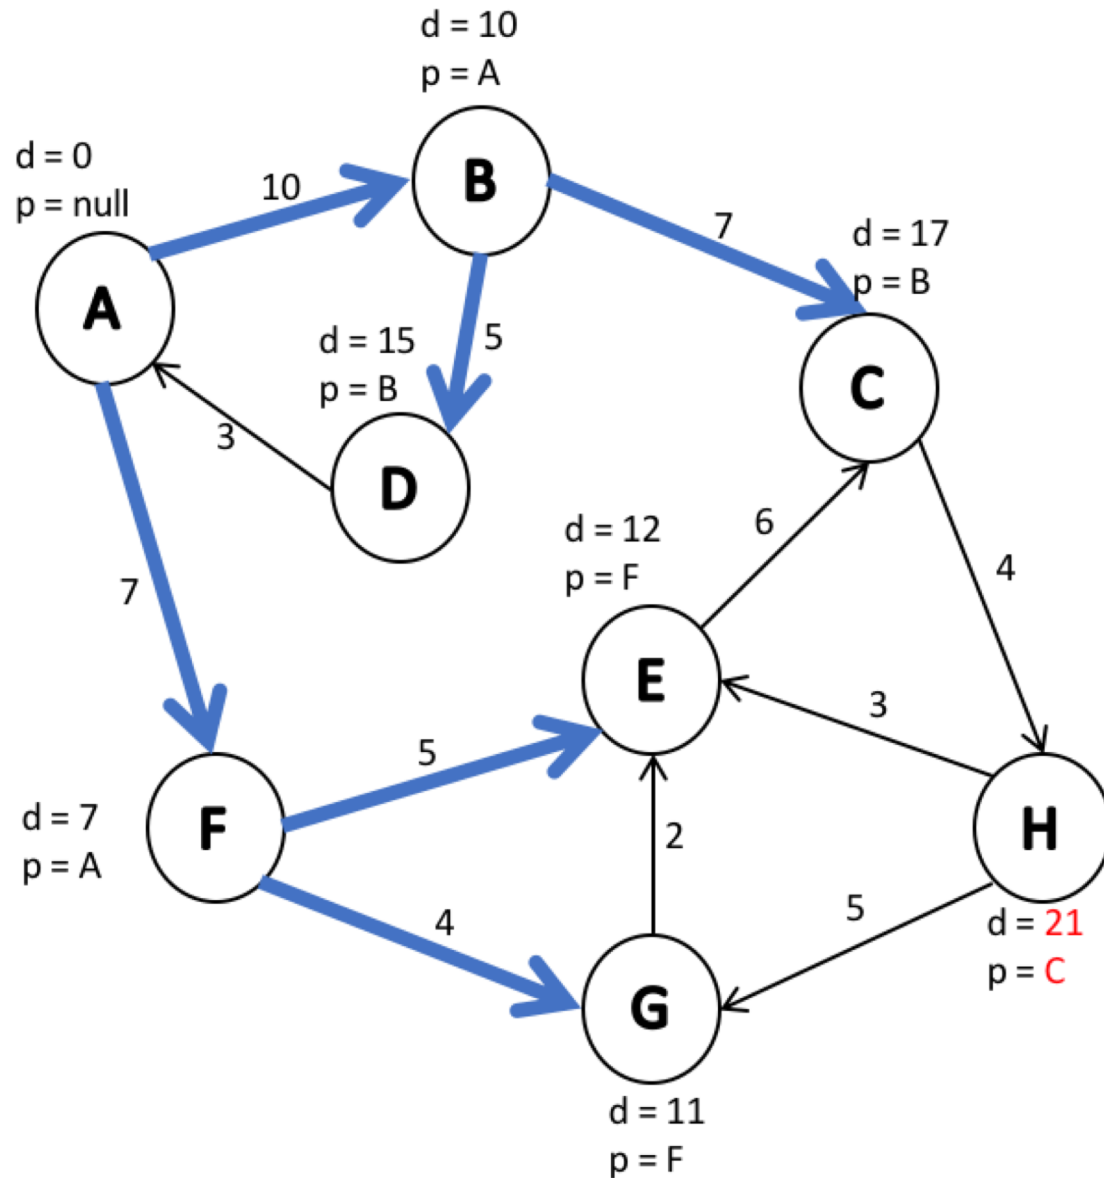 d = 10
p = A
B
d = 0
p = null
10
7
d = 17
p = B
A
d = 15
p = B
5
C
3
D
d = 12
p = F
6
4
7
E
3
5
d = 7
p = A
F
2
H
4
5
d = 21
p = C
G
d = 11
p = F